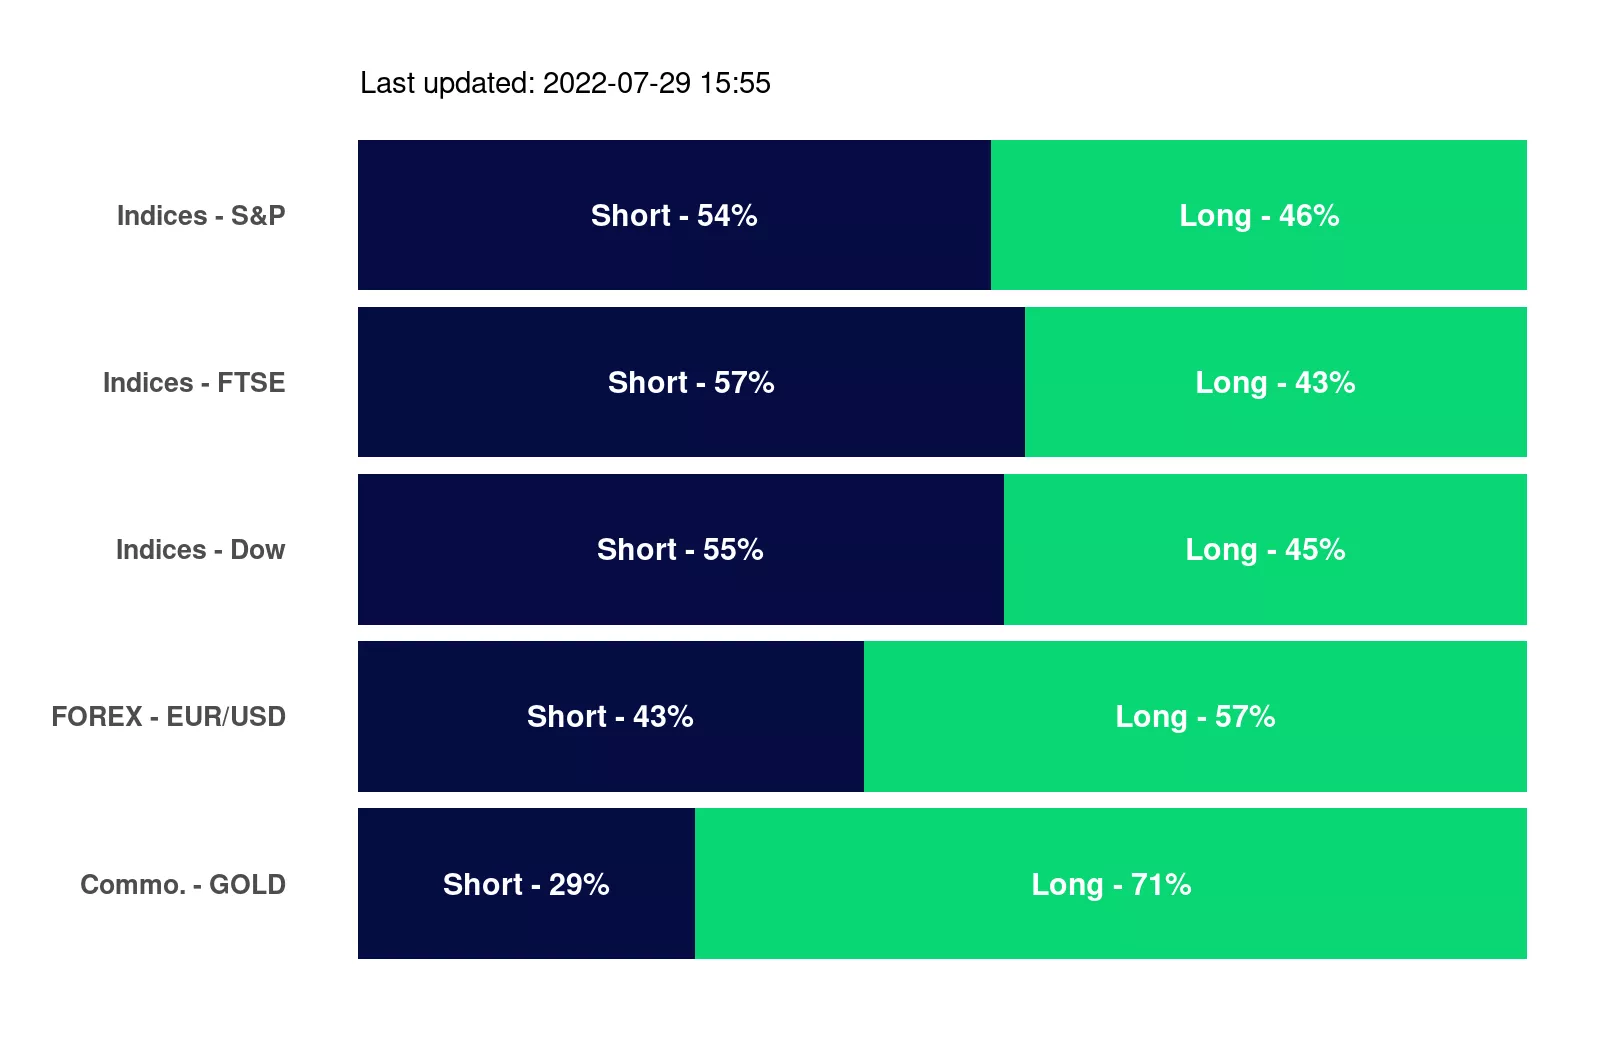 Last updated: 2022-07-29 15:55
Indices - S&P Short - 54% Long - 46%
Indices - FTSE Short - 57% Long - 43%
Indices - Dow Short - 55% Long - 45%
FOREX - EUR/USD Short - 43% Long - 57%
Commo. - GOLD Short - 29% Long - 71%